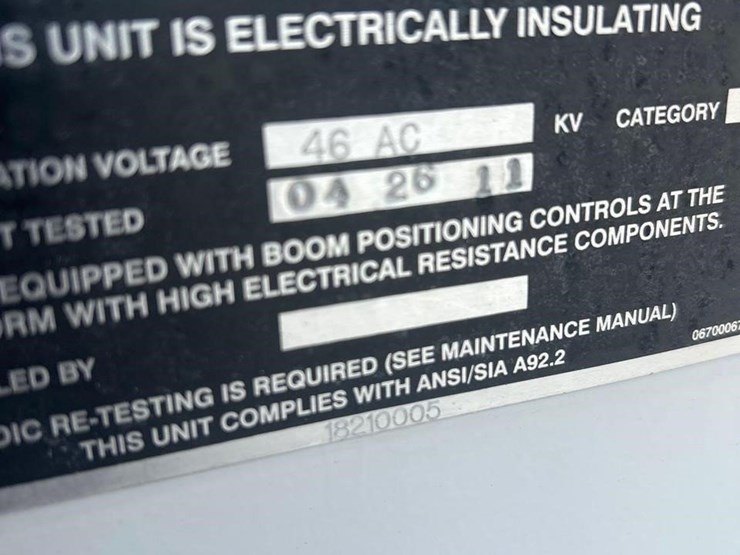 S UNIT IS ELECTRICALLY INSULATING
ATION VOLTAGE 46 AC KV CATEGORY
T TESTED 04 26 11
EQUIPPED WITH BOOM POSITIONING CONTROLS AT THE
ORM WITH HIGH ELECTRICAL RESISTANCE COMPONENTS.
LED BY
DIC RE-TESTING IS REQUIRED (SEE MAINTENANCE MANUAL)
THIS UNIT COMPLIES WITH ANSI/SIA A92.2
0670006
18210005